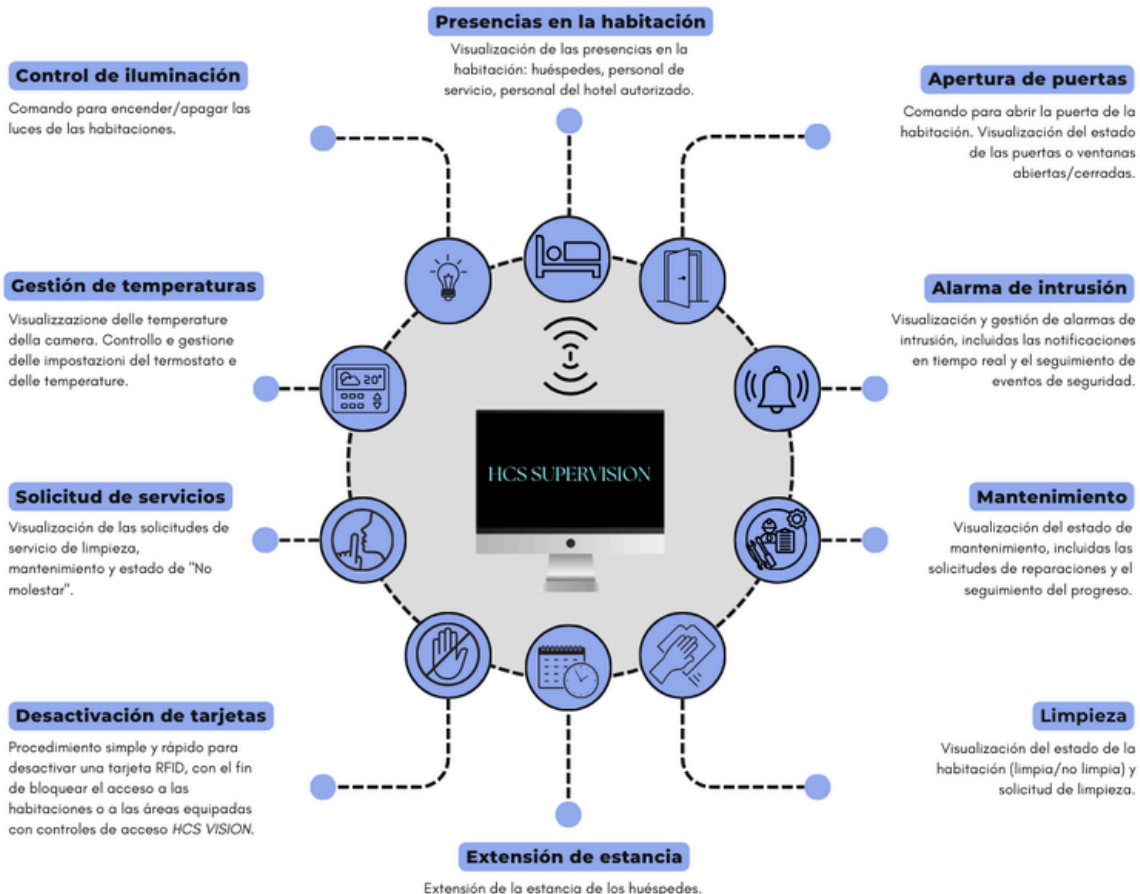 Presencias en la habitación
Visualización de las presencias en la
habitación: huéspedes, personal de
servicio, personal del hotel autorizado.
Control de iluminación
Comando para encender/apagar las
luces de las habitaciones.
Apertura de puertas
Comando para abrir la puerta de la
habitación. Visualización del estado
de las puertas o ventanas
abiertas/cerradas.
Gestión de temperaturas
Visualizzazione delle temperature
della camera. Controllo e gestione
delle impostazioni del termostato e
delle temperature.
Alarma de intrusión
Visualización y gestión de alarmas de
intrusión, incluidas las notificaciones
en tiempo real y el seguimiento de
eventos de seguridad.
20°
HCS SUPERVISION
Solicitud de servicios
Visualización de las solicitudes de
servicio de limpieza,
mantenimiento y estado de "No
molestar".
Mantenimiento
Visualización del estado de
mantenimiento, incluidas las
solicitudes de reparaciones y el
seguimiento del progreso.
Desactivación de tarjetas
Procedimiento simple y rápido para
desactivar una tarjeta RFID, con el fin
de bloquear el acceso a las
habitaciones o a las áreas equipadas
con controles de acceso HCS VISION.
Limpieza
Visualización del estado de la
habitación (limpia/no limpia) y
solicitud de limpieza.
Extensión de estancia
Extensión de la estancia de los huéspedes.